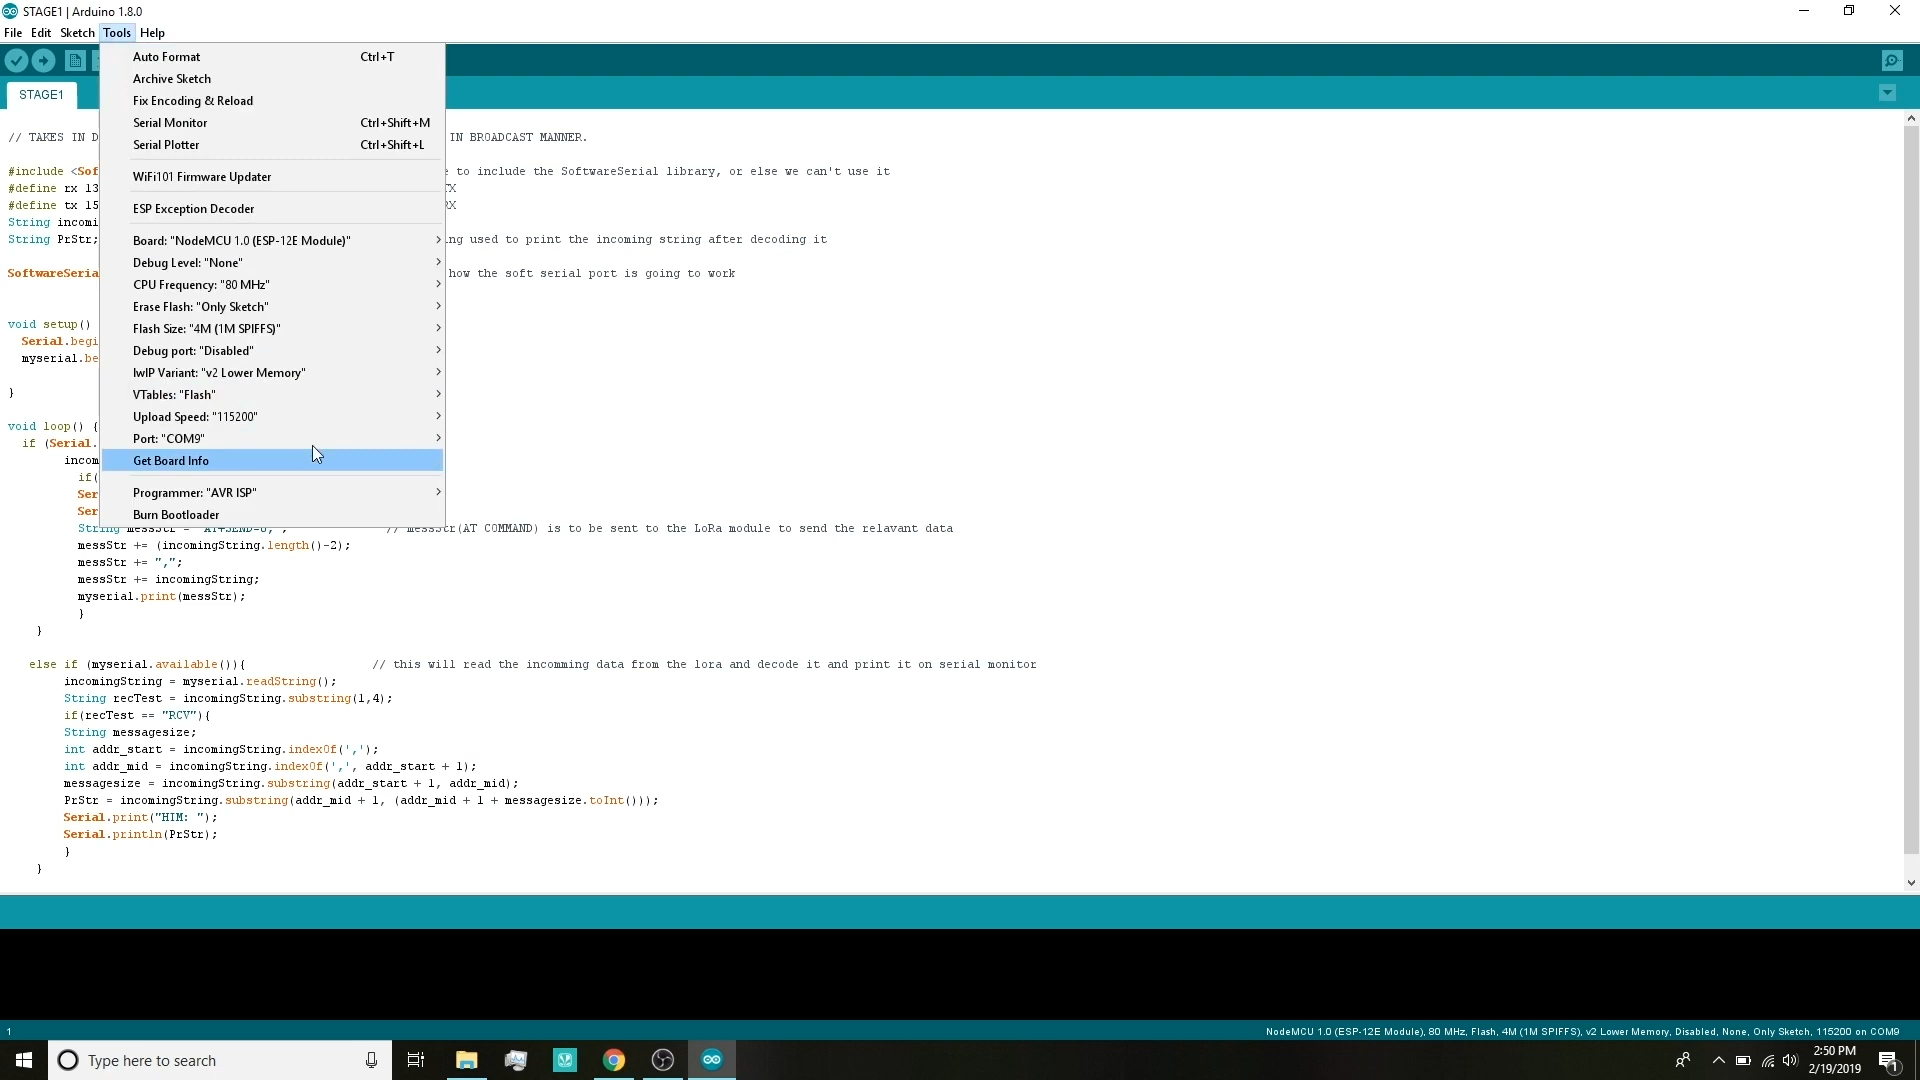 STAGE1 | Arduino 1.8.0
File Edit Sketch Tools Help
STAGE1
Auto Format Ctrl+T
Archive Sketch
Fix Encoding & Reload
Serial Monitor Ctrl+Shift+M
Serial Plotter Ctrl+Shift+L
WiFi101 Firmware Updater
ESP Exception Decoder
Board: "NodeMCU 1.0 (ESP-12E Module)"
Debug Level: "None"
CPU Frequency: "80 MHz"
Erase Flash: "Only Sketch"
Flash Size: "4M (1M SPIFFS)"
Debug port: "Disabled"
lwIP Variant: "v2 Lower Memory"
VTables: "Flash"
Upload Speed: "115200"
Port: "COM9"
Get Board Info
Programmer: "AVR ISP"
Burn Bootloader
// TAKES IN D IN BROADCAST MANNER.
#include <Sof e to include the SoftwareSerial library, or else we can't use it
#define rx 13 TX
#define tx 15 RX
String incomi
String PrStr; ng used to print the incoming string after decoding it
SoftwareSeria how the soft serial port is going to work
void setup()
Serial.begi
myserial.be
}
void loop() {
if (Serial.
incom
if(
Ser
Ser
String messStr = "AT+SEND=0,"; // messStr(AT COMMAND) is to be sent to the LoRa module to send the relavant data
messStr += (incomingString.length()-2);
messStr += ",";
messStr += incomingString;
myserial.print(messStr);
}
}
else if (myserial.available()){ // this will read the incomming data from the lora and decode it and print it on serial monitor
incomingString = myserial.readString();
String recTest = incomingString.substring(1,4);
if(recTest == "RCV"){
String messagesize;
int addr_start = incomingString.indexOf(',');
int addr_mid = incomingString.indexOf(',', addr_start + 1);
messagesize = incomingString.substring(addr_start + 1, addr_mid);
PrStr = incomingString.substring(addr_mid + 1, (addr_mid + 1 + messagesize.toInt()));
Serial.print("HIM: ");
Serial.println(PrStr);
}
}
1 NodeMCU 1.0 (ESP-12E Module), 80 MHz, Flash, 4M (1M SPIFFS), v2 Lower Memory, Disabled, None, Only Sketch, 115200 on COM9
Type here to search
2:50 PM
2/19/2019
1